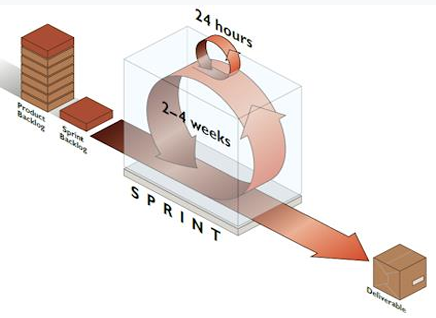 24 hours
Product
Backlog
Sprint
Backlog
2-4 weeks
SPRINT
Deliverable